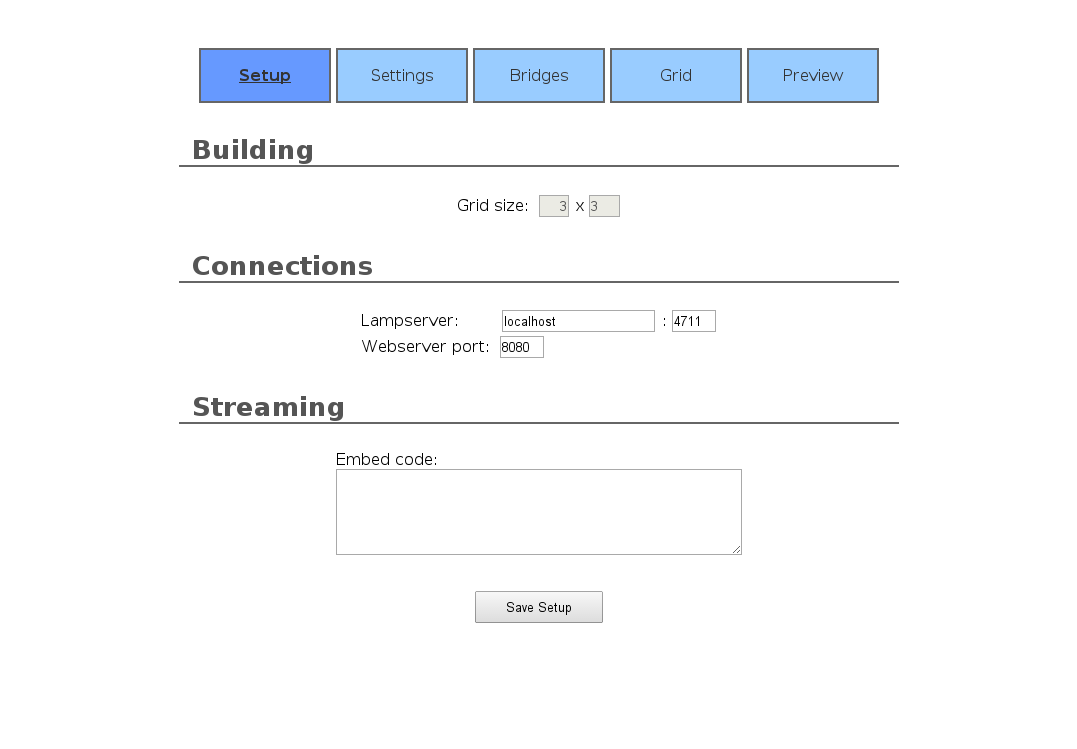 Setup Settings Bridges Grid Preview
Building
Grid size: 3 x 3
Connections
Lampserver: localhost : 4711
Webserver port: 8080
Streaming
Embed code:
Save Setup